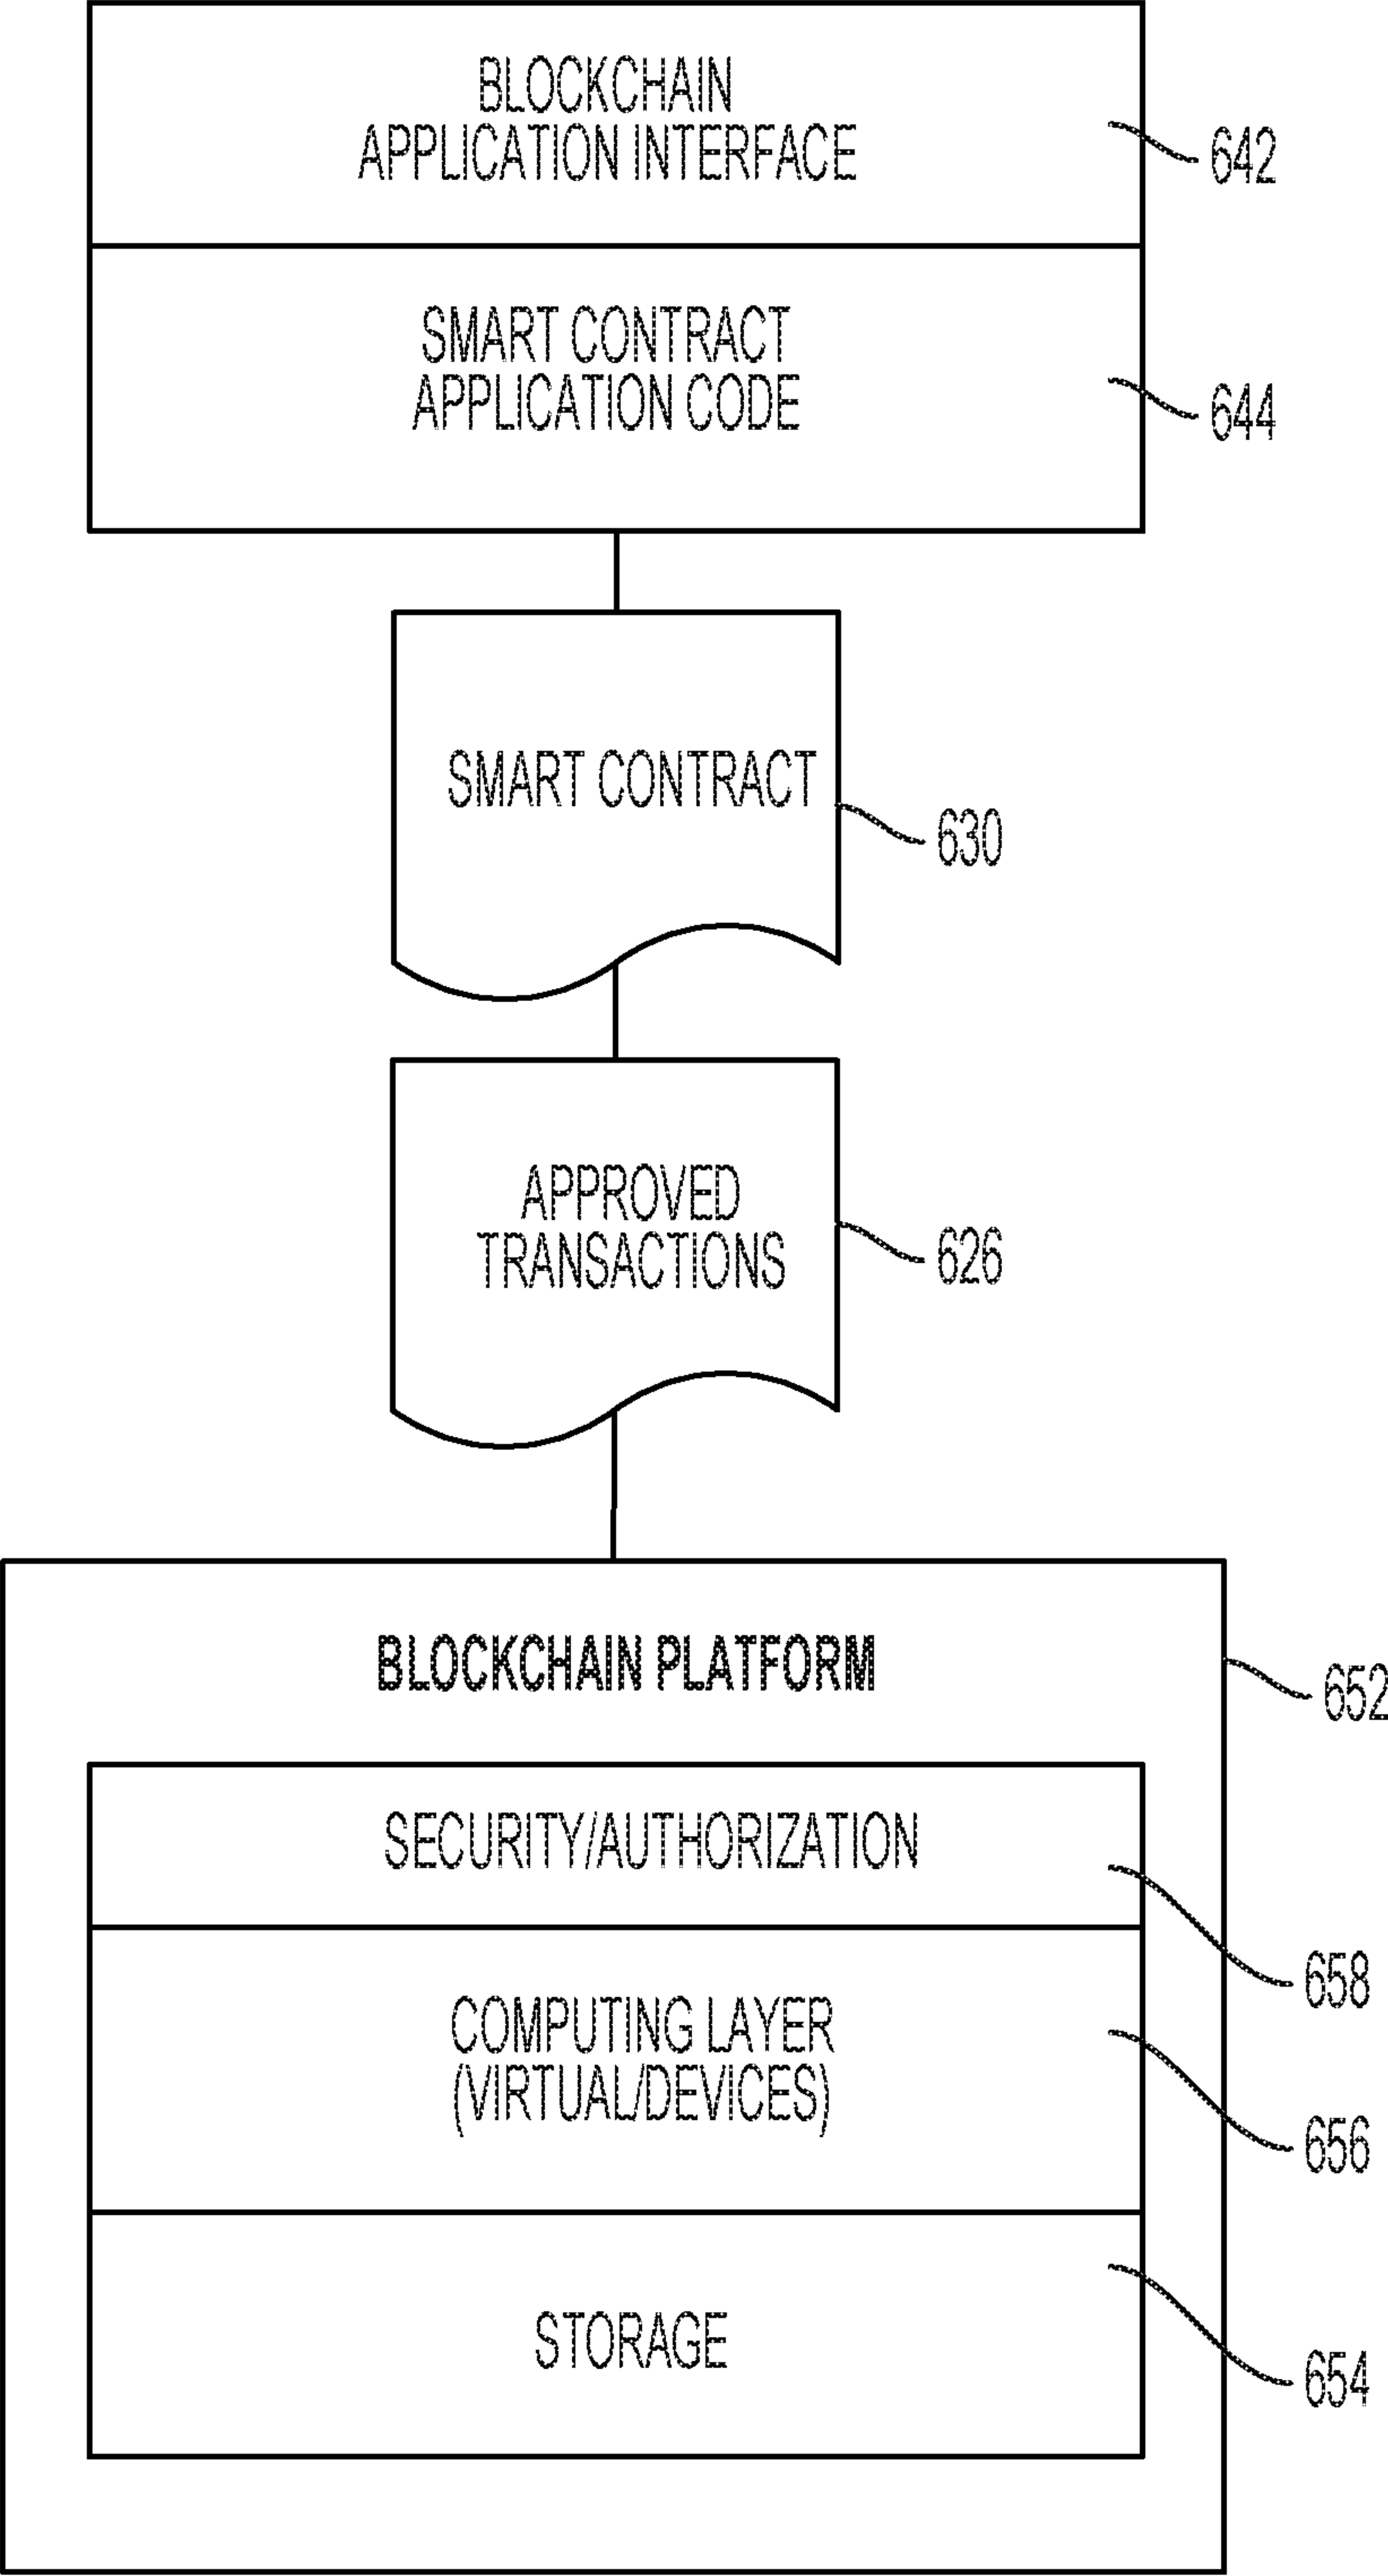 BLOCKCHAIN
APPLICATION INTERFACE
642
SMART CONTRACT
APPLICATION CODE
644
SMART CONTRACT
630
APPROVED
TRANSACTIONS
626
BLOCKCHAIN PLATFORM
652
SECURITY/AUTHORIZATION
658
COMPUTING LAYER
(VIRTUAL/DEVICES)
656
STORAGE
654